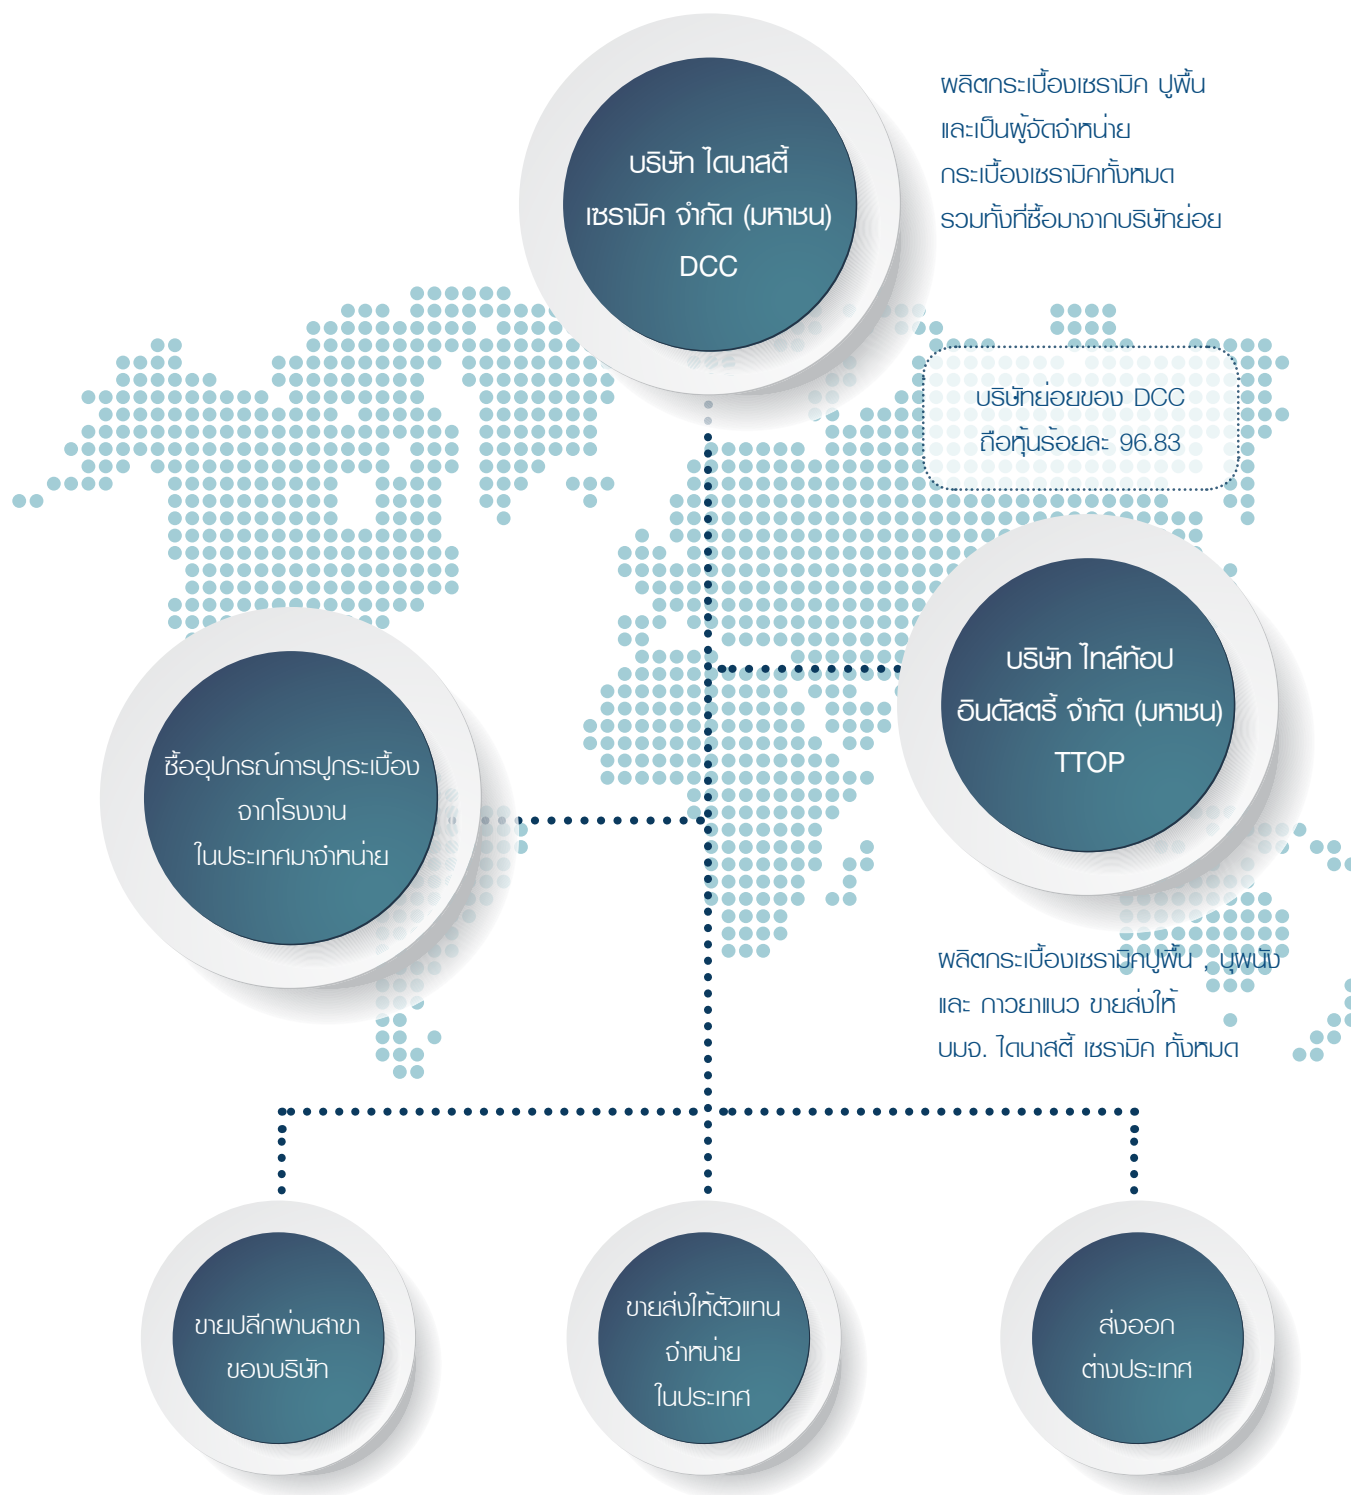 บริษัท ไดนาสตี้
เซรามิค จำกัด (มหาชน)
DCC
ผลิตกระเบื้องเซรามิค ปูพื้น
และเป็นผู้จัดจำหน่าย
กระเบื้องเซรามิคทั้งหมด
รวมทั้งที่ซื้อมาจากบริษัทย่อย
บริษัทย่อยของ DCC
ถือหุ้นร้อยละ 96.83
บริษัท ไทล์ท้อป
อินดัสตรี้ จำกัด (มหาชน)
TTOP
ซื้ออุปกรณ์การปูกระเบื้อง
จากโรงงาน
ในประเทศมาจำหน่าย
ผลิตกระเบื้องเซรามิคปูพื้น , บุผนัง
และ กาวยาแนว ขายส่งให้
บมจ. ไดนาสตี้ เซรามิค ทั้งหมด
ขายปลีกผ่านสาขา
ของบริษัท
ขายส่งให้ตัวแทน
จำหน่าย
ในประเทศ
ส่งออก
ต่างประเทศ